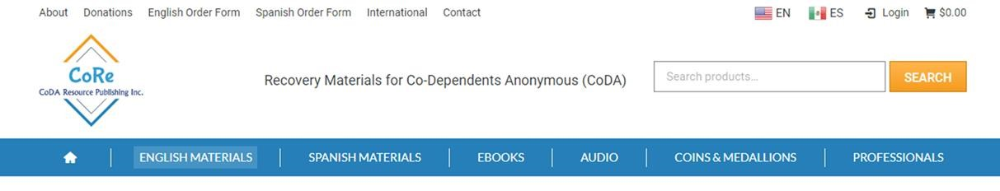 About Donations English Order Form Spanish Order Form International Contact EN ES Login $0.00
CoRe
CoDA Resource Publishing Inc.
Recovery Materials for Co-Dependents Anonymous (CoDA) Search products... SEARCH
ENGLISH MATERIALS SPANISH MATERIALS EBOOKS AUDIO COINS & MEDALLIONS PROFESSIONALS